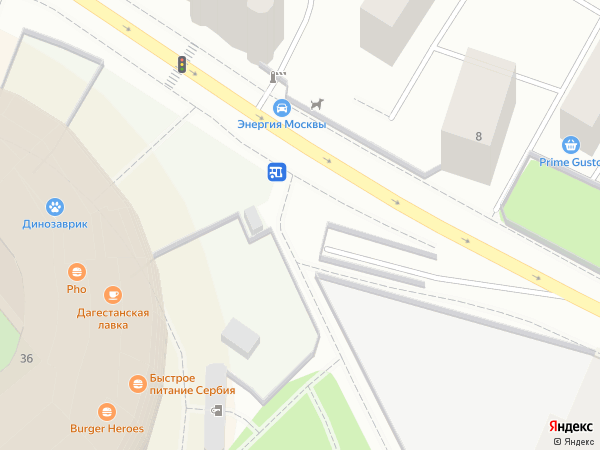 Энергия Москвы
8
Prime Gusto
Динозаврик
Pho
Дагестанская
лавка
36
Быстрое
питание Сербия
Burger Heroes
Яндекс
© Яндекс